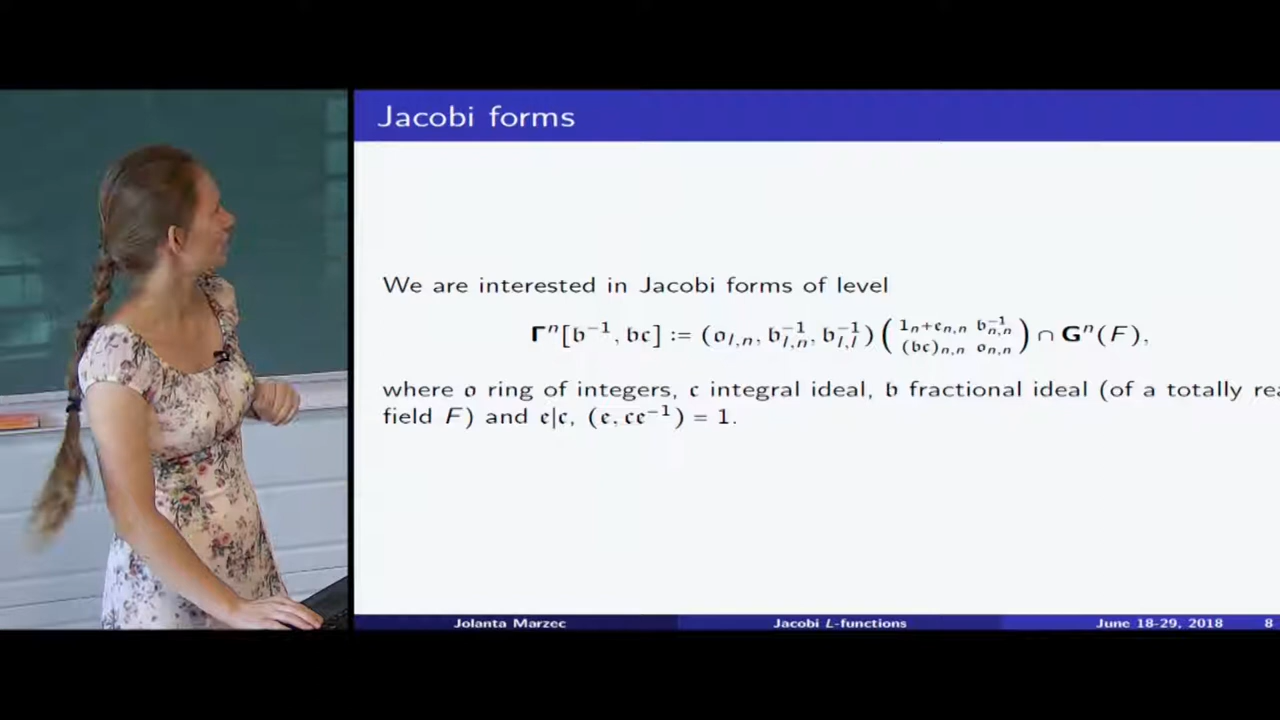 Jacobi forms
We are interested in Jacobi forms of level
𝚪ⁿ[𝔟⁻¹, 𝔟𝔠] := (𝔬_{l,n}, 𝔟⁻¹_{l,n}, 𝔟⁻¹_{l,l}) ( 1ₙ+𝔢_{n,n} 𝔟⁻¹_{n,n} / (𝔟𝔠)_{n,n} 𝔬_{n,n} ) ∩ 𝐆ⁿ(F),
where 𝔬 ring of integers, 𝔠 integral ideal, 𝔟 fractional ideal (of a totally
field F) and 𝔢|𝔠, (𝔢, 𝔠𝔢⁻¹) = 1.
Jolanta Marzec Jacobi L-functions June 18-29, 2018 8